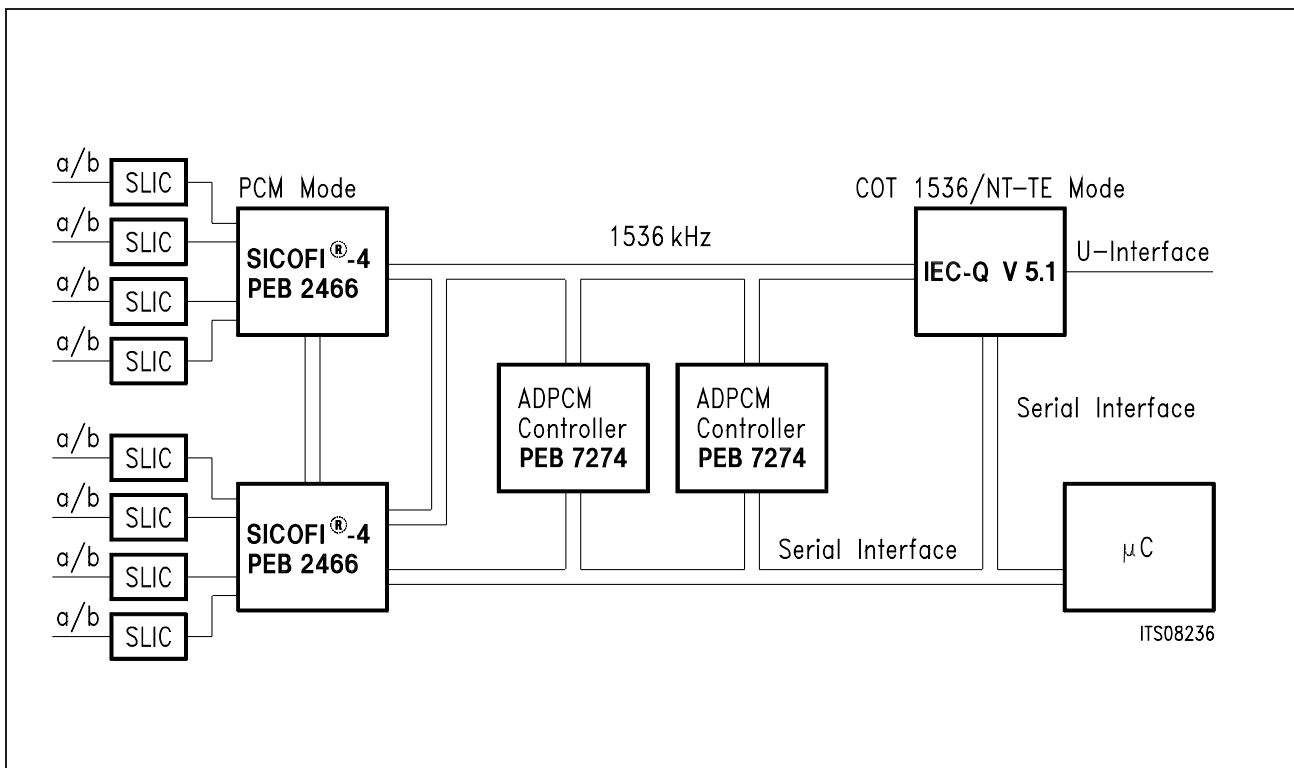 a/b
SLIC
a/b
SLIC
a/b
SLIC
a/b
SLIC
PCM Mode
SICOFI®-4
PEB 2466
1536 kHz
COT 1536/NT-TE Mode
IEC-Q V 5.1
U-Interface
ADPCM
Controller
PEB 7274
ADPCM
Controller
PEB 7274
Serial Interface
a/b
SLIC
a/b
SLIC
a/b
SLIC
a/b
SLIC
SICOFI®-4
PEB 2466
Serial Interface
µC
ITS08236